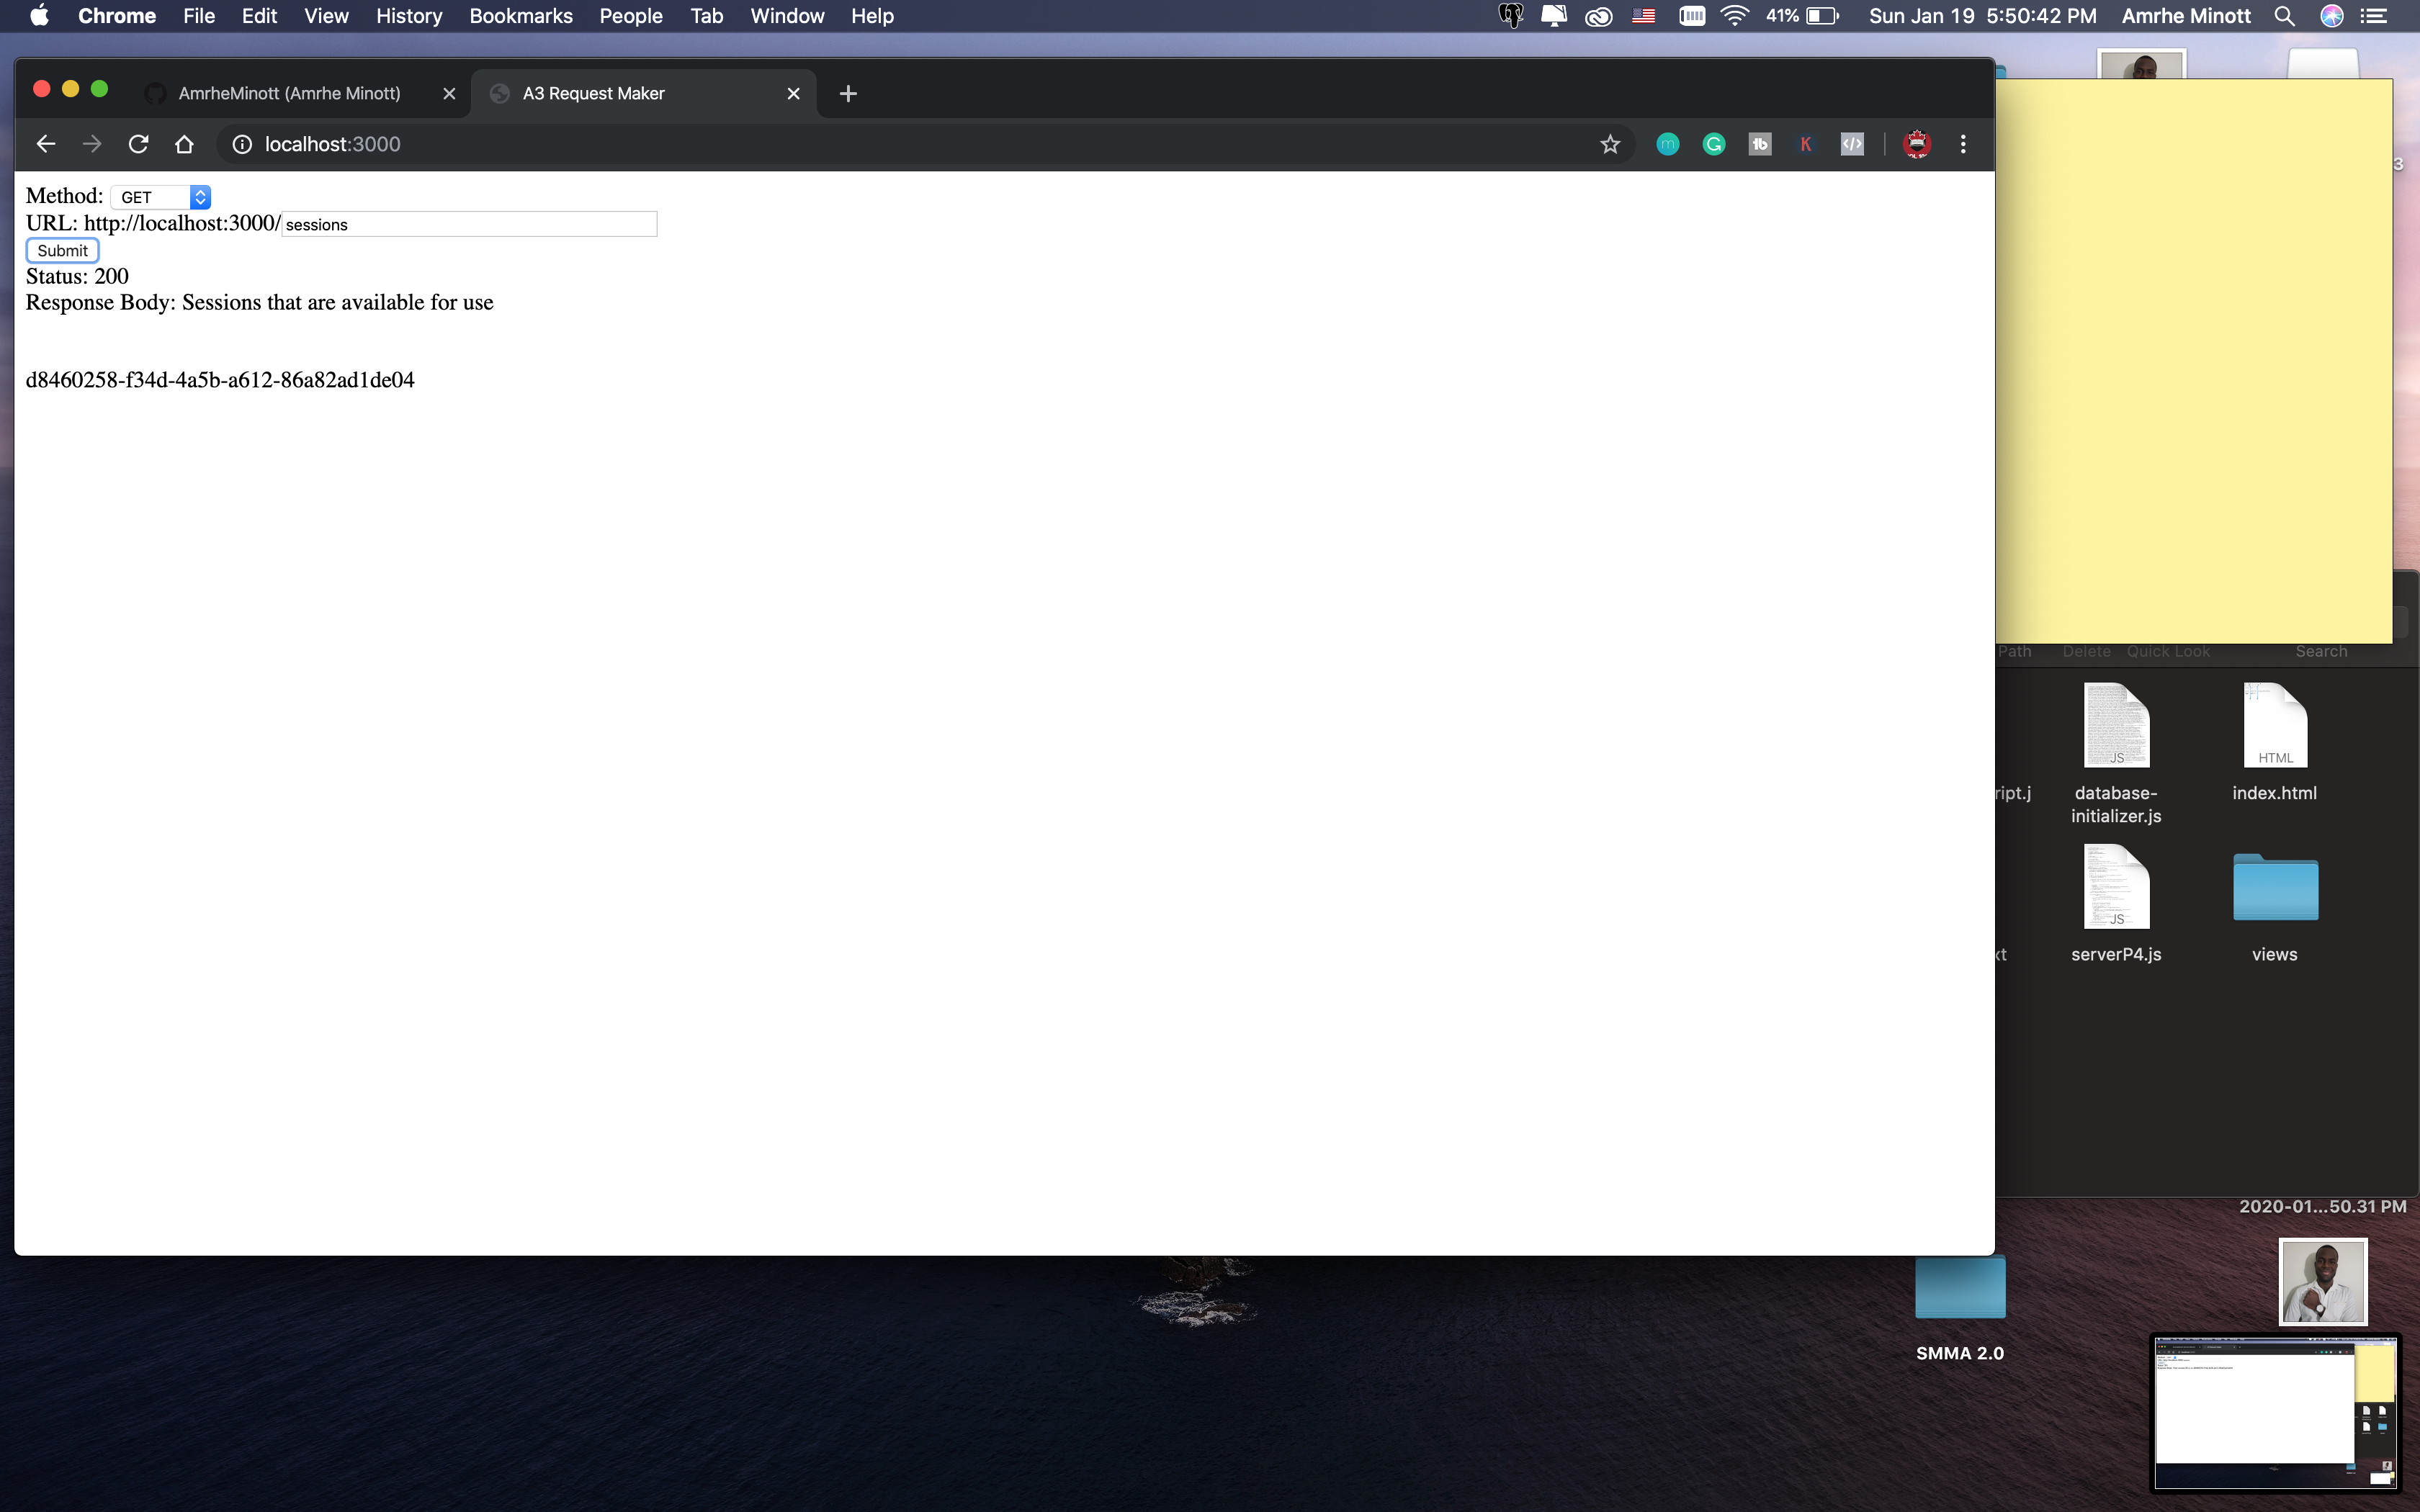 Chrome File Edit View History Bookmarks People Tab Window Help 41% Sun Jan 19 5:50:42 PM Amrhe Minott
AmrheMinott (Amrhe Minott)
A3 Request Maker
localhost:3000
Method: GET
URL: http://localhost:3000/sessions
Submit
Status: 200
Response Body: Sessions that are available for use
d8460258-f34d-4a5b-a612-86a82ad1de04
3
Path Delete Quick Look Search
JS
HTML
ript.j
database-
initializer.js
index.html
JS
xt
serverP4.js
views
2020-01...50.31 PM
SMMA 2.0